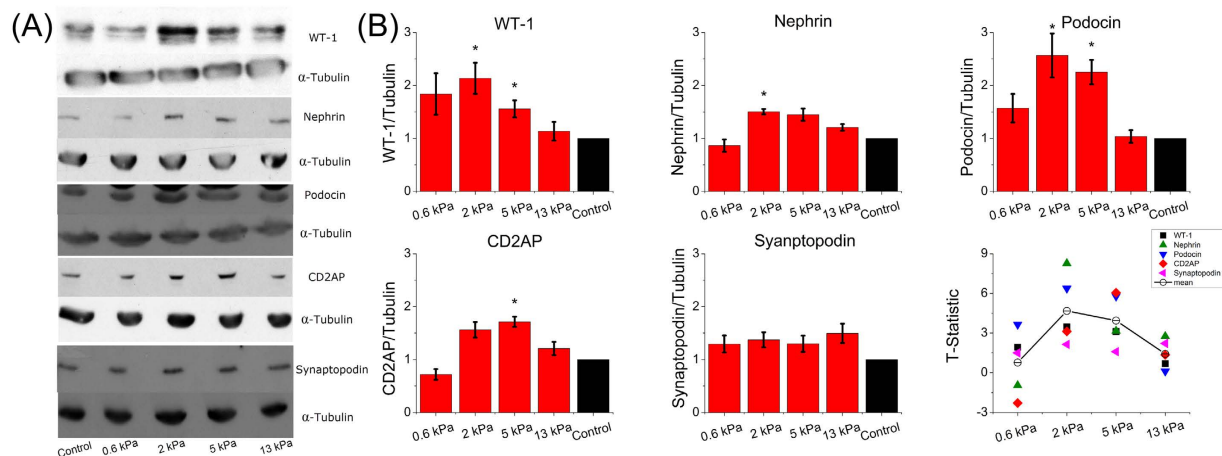 (A)
WT-1
α-Tubulin
Nephrin
α-Tubulin
Podocin
α-Tubulin
CD2AP
α-Tubulin
Synaptopodin
α-Tubulin
Control 0.6 kPa 2 kPa 5 kPa 13 kPa
(B)
WT-1
WT-1/Tubulin
3
2
1
0
* *
0.6 kPa 2 kPa 5 kPa 13 kPa Control
Nephrin
Nephrin/Tubulin
3
2
1
0
*
0.6 kPa 2 kPa 5 kPa 13 kPa Control
Podocin
Podocin/Tubulin
3
2
1
0
* *
0.6 kPa 2 kPa 5 kPa 13 kPa Control
CD2AP
CD2AP/Tubulin
3
2
1
0
*
0.6 kPa 2 kPa 5 kPa 13 kPa Control
Syanptopodin
Synaptopodin/Tubulin
3
2
1
0
0.6 kPa 2 kPa 5 kPa 13 kPa Control
T-Statistic
9
6
3
0
-3
WT-1
Nephrin
Podocin
CD2AP
Synaptopodin
mean
0.6 kPa 2 kPa 5 kPa 13 kPa